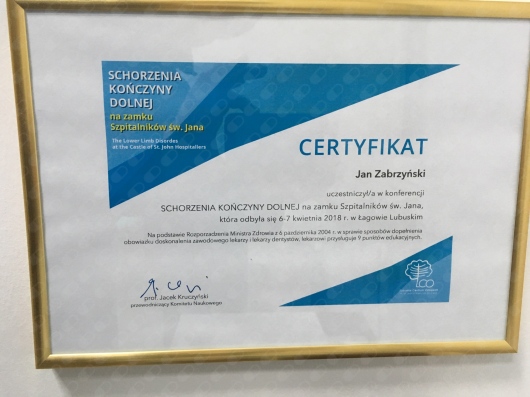 SCHORZENIA
KOŃCZYNY
DOLNEJ
na zamku
Szpitalników św. Jana
The Lower Limb Disordes
at the Castle of St. John Hospitallers
CERTYFIKAT
Jan Zabrzyński
uczestniczył/a w konferencji
SCHORZENIA KOŃCZYNY DOLNEJ na zamku Szpitalników św. Jana,
która odbyła się 6-7 kwietnia 2018 r. w Łagowie Lubuskim
Na podstawie Rozporządzenia Ministra Zdrowia z 6 października 2004 r. w sprawie sposobów dopełnienia
obowiązku doskonalenia zawodowego lekarzy i lekarzy dentystów, lekarzowi przysługuje 9 punktów edukacyjnych.
prof. Jacek Kruczyński
przewodniczący Komitetu Naukowego
LCO